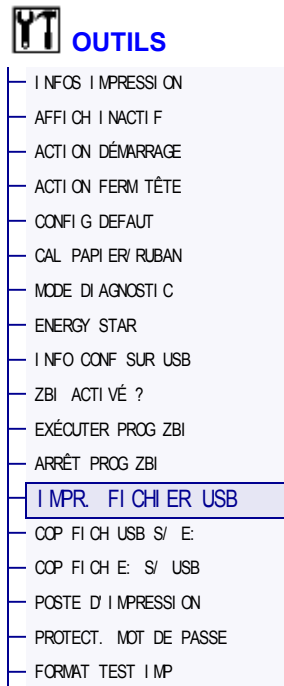 OUTILS
INFOS IMPRESSION
AFFICH INACTIF
ACTION DÉMARRAGE
ACTION FERM TÊTE
CONFIG DEFAUT
CAL PAPIER/RUBAN
MODE DIAGNOSTIC
ENERGY STAR
INFO CONF SUR USB
ZBI ACTIVÉ ?
EXÉCUTER PROG ZBI
ARRÊT PROG ZBI
IMPR. FICHIER USB
COP FICH USB S/ E:
COP FICH E: S/ USB
POSTE D'IMPRESSION
PROTECT. MOT DE PASSE
FORMAT TEST IMP